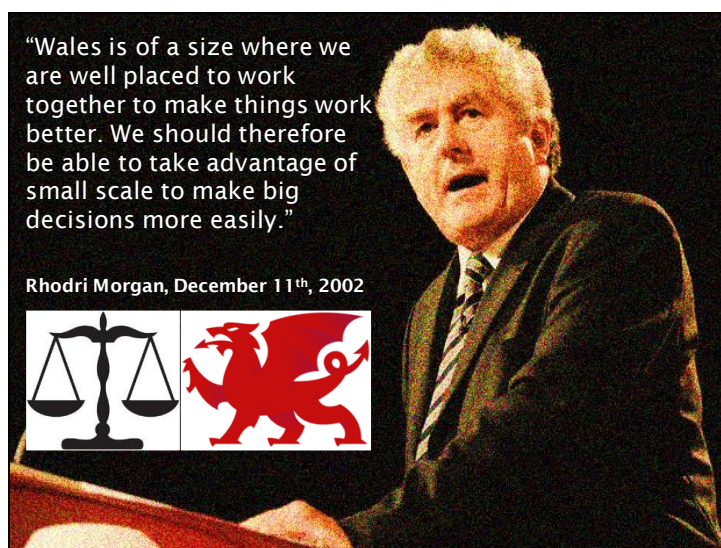 “Wales is of a size where we
are well placed to work
together to make things work
better. We should therefore
be able to take advantage of
small scale to make big
decisions more easily.”
Rhodri Morgan, December 11th, 2002